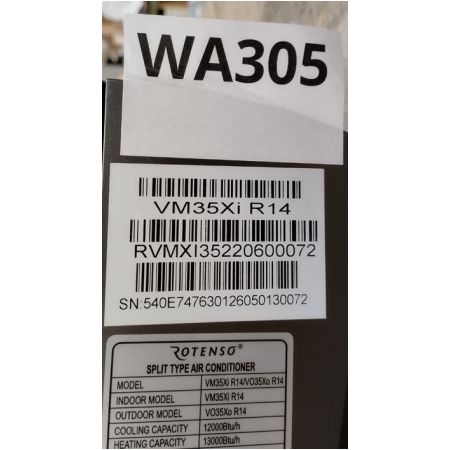 WA305
VM35Xi R14
RVMXI35220600072
SN:540E747630126050130072
ROTENSO®
SPLIT TYPE AIR CONDITIONER
MODEL VM35Xi R14/VO35Xo R14
INDOOR MODEL VM35Xi R14
OUTDOOR MODEL VO35Xo R14
COOLING CAPACITY 12000Btu/h
HEATING CAPACITY 13000Btu/h